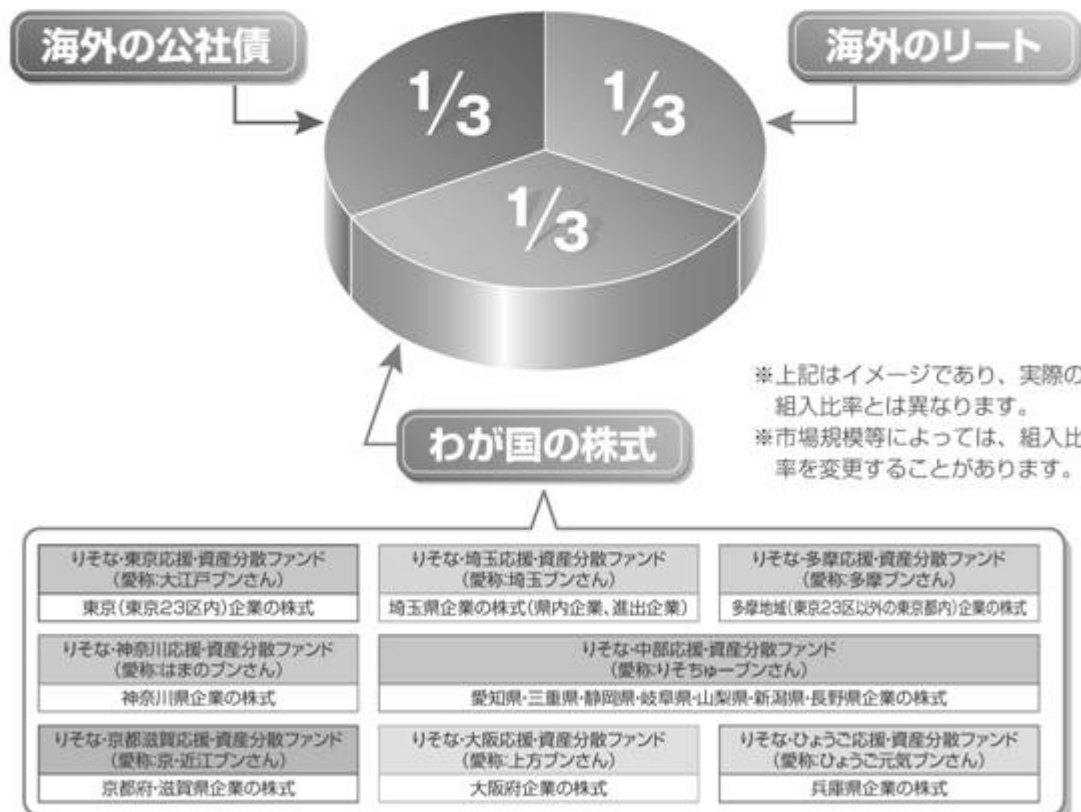 海外の公社債
海外のリート
1/3
1/3
1/3
※上記はイメージであり、実際の
組入比率とは異なります。
※市場規模等によっては、組入比
率を変更することがあります。
わが国の株式
りそな・東京応援・資産分散ファンド
(愛称:大江戸ブンさん)
東京(東京23区内)企業の株式
りそな・埼玉応援・資産分散ファンド
(愛称:埼玉ブンさん)
埼玉県企業の株式(県内企業、進出企業)
りそな・多摩応援・資産分散ファンド
(愛称:多摩ブンさん)
多摩地域(東京23区以外の東京都内)企業の株式
りそな・神奈川応援・資産分散ファンド
(愛称:はまのブンさん)
神奈川県企業の株式
りそな・中部応援・資産分散ファンド
(愛称:りそちゅーブンさん)
愛知県・三重県・静岡県・岐阜県・山梨県・新潟県・長野県企業の株式
りそな・京都滋賀応援・資産分散ファンド
(愛称:京・近江ブンさん)
京都府・滋賀県企業の株式
りそな・大阪応援・資産分散ファンド
(愛称:上方ブンさん)
大阪府企業の株式
りそな・ひょうご応援・資産分散ファンド
(愛称:ひょうご元気ブンさん)
兵庫県企業の株式